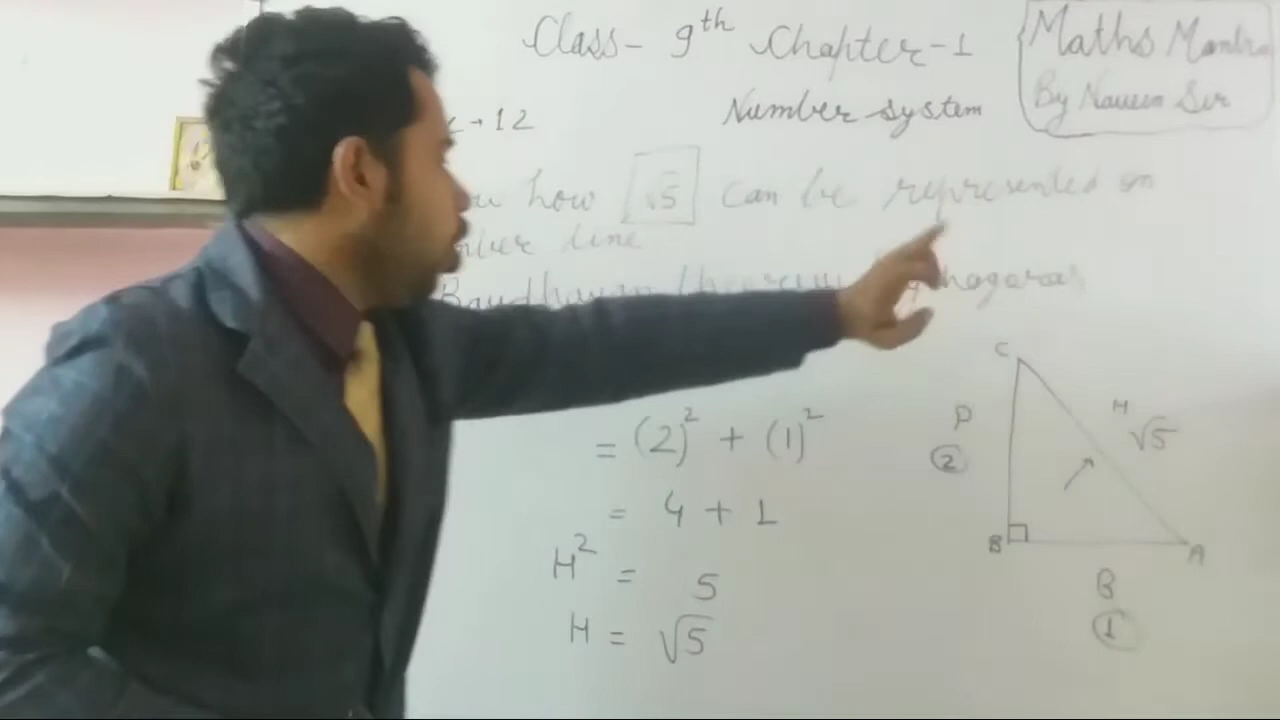 Class- 9th Chapter-1
Maths Mantra
By Naveen Sir
→ 12
Number system
how √5 can be represented on
line
Baudhayan theorem
= (2)² + (1)²
= 4 + 1
H² = 5
H = √5
C
P
②
H
√5
B
A
B
①